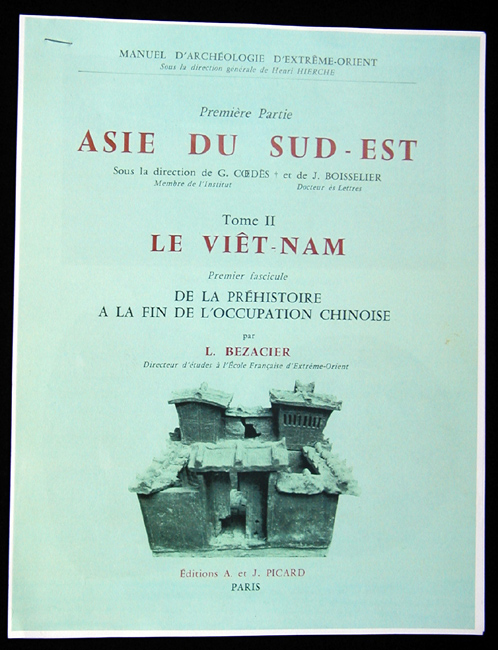 MANUEL D'ARCHÉOLOGIE D'EXTRÊME-ORIENT
Sous la direction générale de Henri HIERCHE
Première Partie
ASIE DU SUD-EST
Sous la direction de G. CŒDÈS † et de J. BOISSELIER
Membre de l'Institut Docteur ès Lettres
Tome II
LE VIÊT-NAM
Premier fascicule
DE LA PRÉHISTOIRE
A LA FIN DE L'OCCUPATION CHINOISE
par
L. BEZACIER
Directeur d'études à l'École Française d'Extrême-Orient
Éditions A. et J. PICARD
PARIS